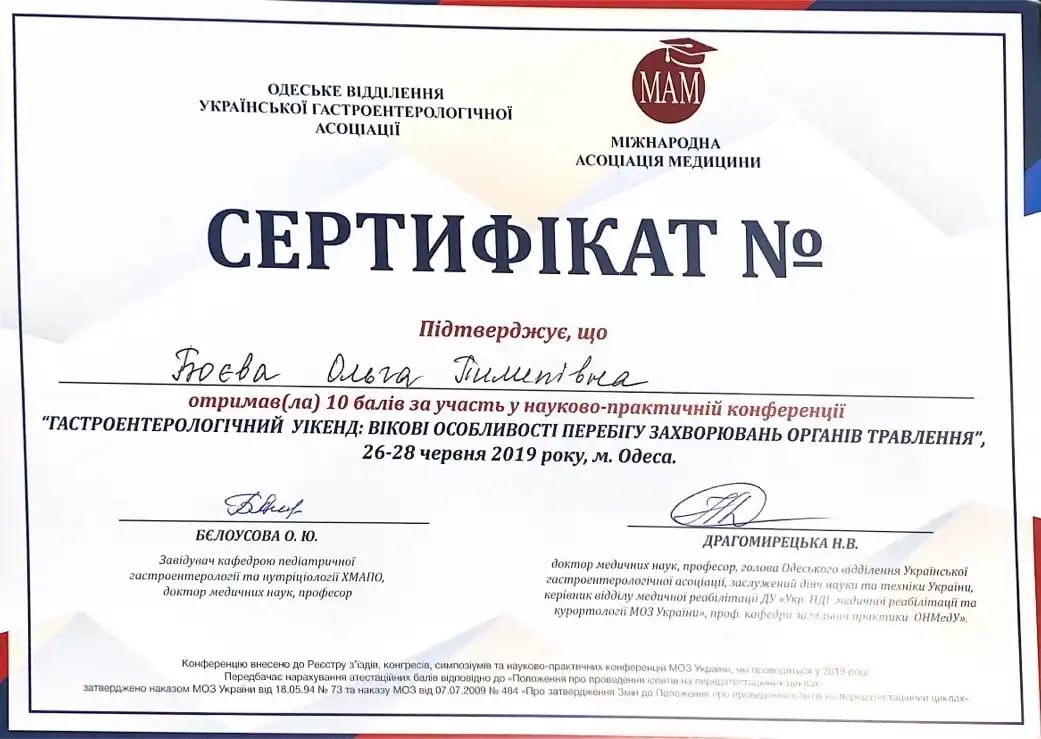 ОДЕСЬКЕ ВІДДІЛЕННЯ
УКРАЇНСЬКОЇ ГАСТРОЕНТЕРОЛОГІЧНОЇ
АСОЦІАЦІЇ
МАМ
МІЖНАРОДНА
АСОЦІАЦІЯ МЕДИЦИНИ
СЕРТИФІКАТ №
Підтверджує, що
Боєва Ольга Пилипівна
отримав(ла) 10 балів за участь у науково-практичній конференції
“ГАСТРОЕНТЕРОЛОГІЧНИЙ УІКЕНД: ВІКОВІ ОСОБЛИВОСТІ ПЕРЕБІГУ ЗАХВОРЮВАНЬ ОРГАНІВ ТРАВЛЕННЯ”,
26-28 червня 2019 року, м. Одеса.
БЄЛОУСОВА О. Ю.
Завідувач кафедрою педіатричної
гастроентерології та нутріціології ХМАПО,
доктор медичних наук, професор
ДРАГОМИРЕЦЬКА Н.В.
доктор медичних наук, професор, голова Одеського відділення Української
гастроентерологічної асоціації, заслужений діяч науки та техніки України,
керівник відділу медичної реабілітації ДУ «Укр. НДІ медичної реабілітації та
курортології МОЗ України», проф. кафедри загальної практики ОНМедУ».
Конференцію внесено до Реєстру з’їздів, конгресів, симпозіумів та науково-практичних конференцій МОЗ України, які проводяться у 2019 році
Передбачає нарахування атестаційних балів відповідно до «Положення про проведення іспитів на передатестаційних циклах»
затверджено наказом МОЗ України від 18.05.94 № 73 та наказу МОЗ від 07.07.2009 № 484 «Про затвердження Змін до Положення про проведення іспитів на передатестаційних циклах»